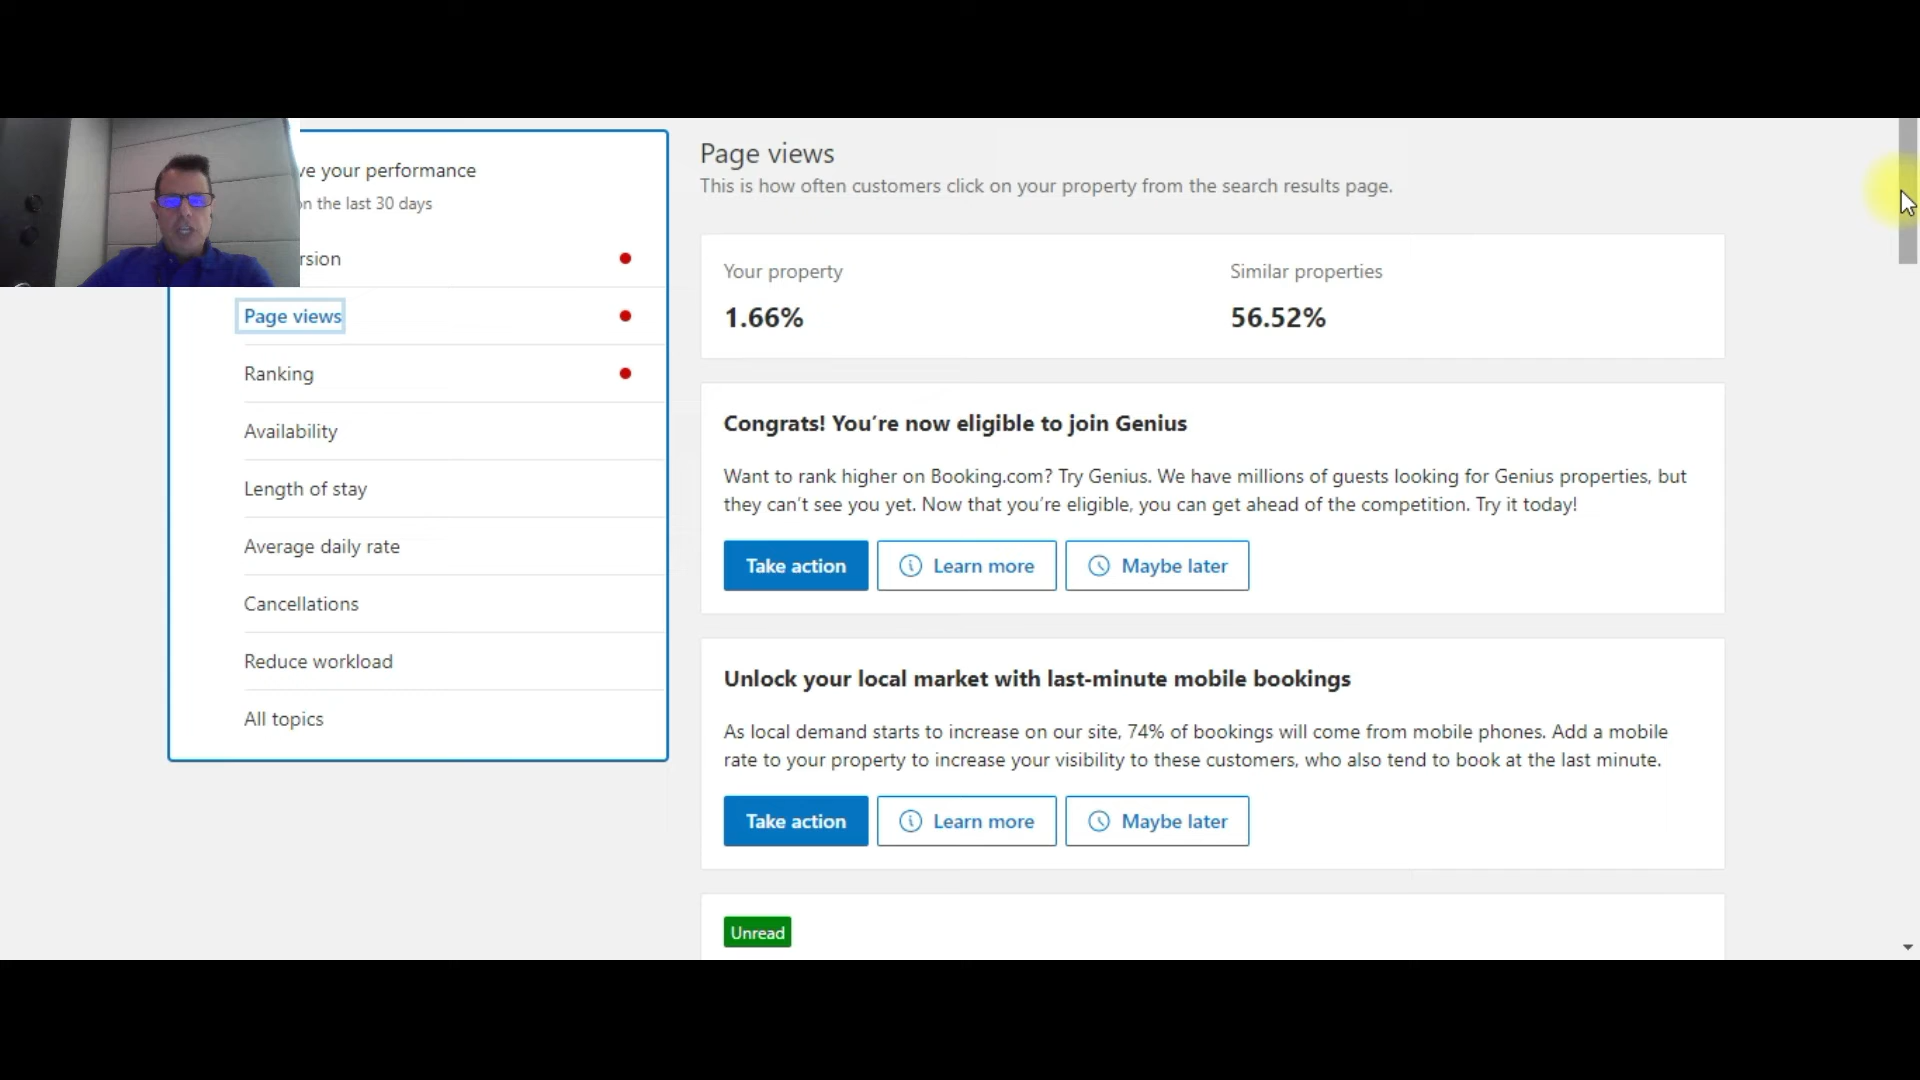 ve your performance
on the last 30 days
rsion
Page views
Ranking
Availability
Length of stay
Average daily rate
Cancellations
Reduce workload
All topics
Page views
This is how often customers click on your property from the search results page.
Your property
Similar properties
1.66%
56.52%
Congrats! You’re now eligible to join Genius
Want to rank higher on Booking.com? Try Genius. We have millions of guests looking for Genius properties, but
they can’t see you yet. Now that you’re eligible, you can get ahead of the competition. Try it today!
Take action
Learn more
Maybe later
Unlock your local market with last-minute mobile bookings
As local demand starts to increase on our site, 74% of bookings will come from mobile phones. Add a mobile
rate to your property to increase your visibility to these customers, who also tend to book at the last minute.
Take action
Learn more
Maybe later
Unread